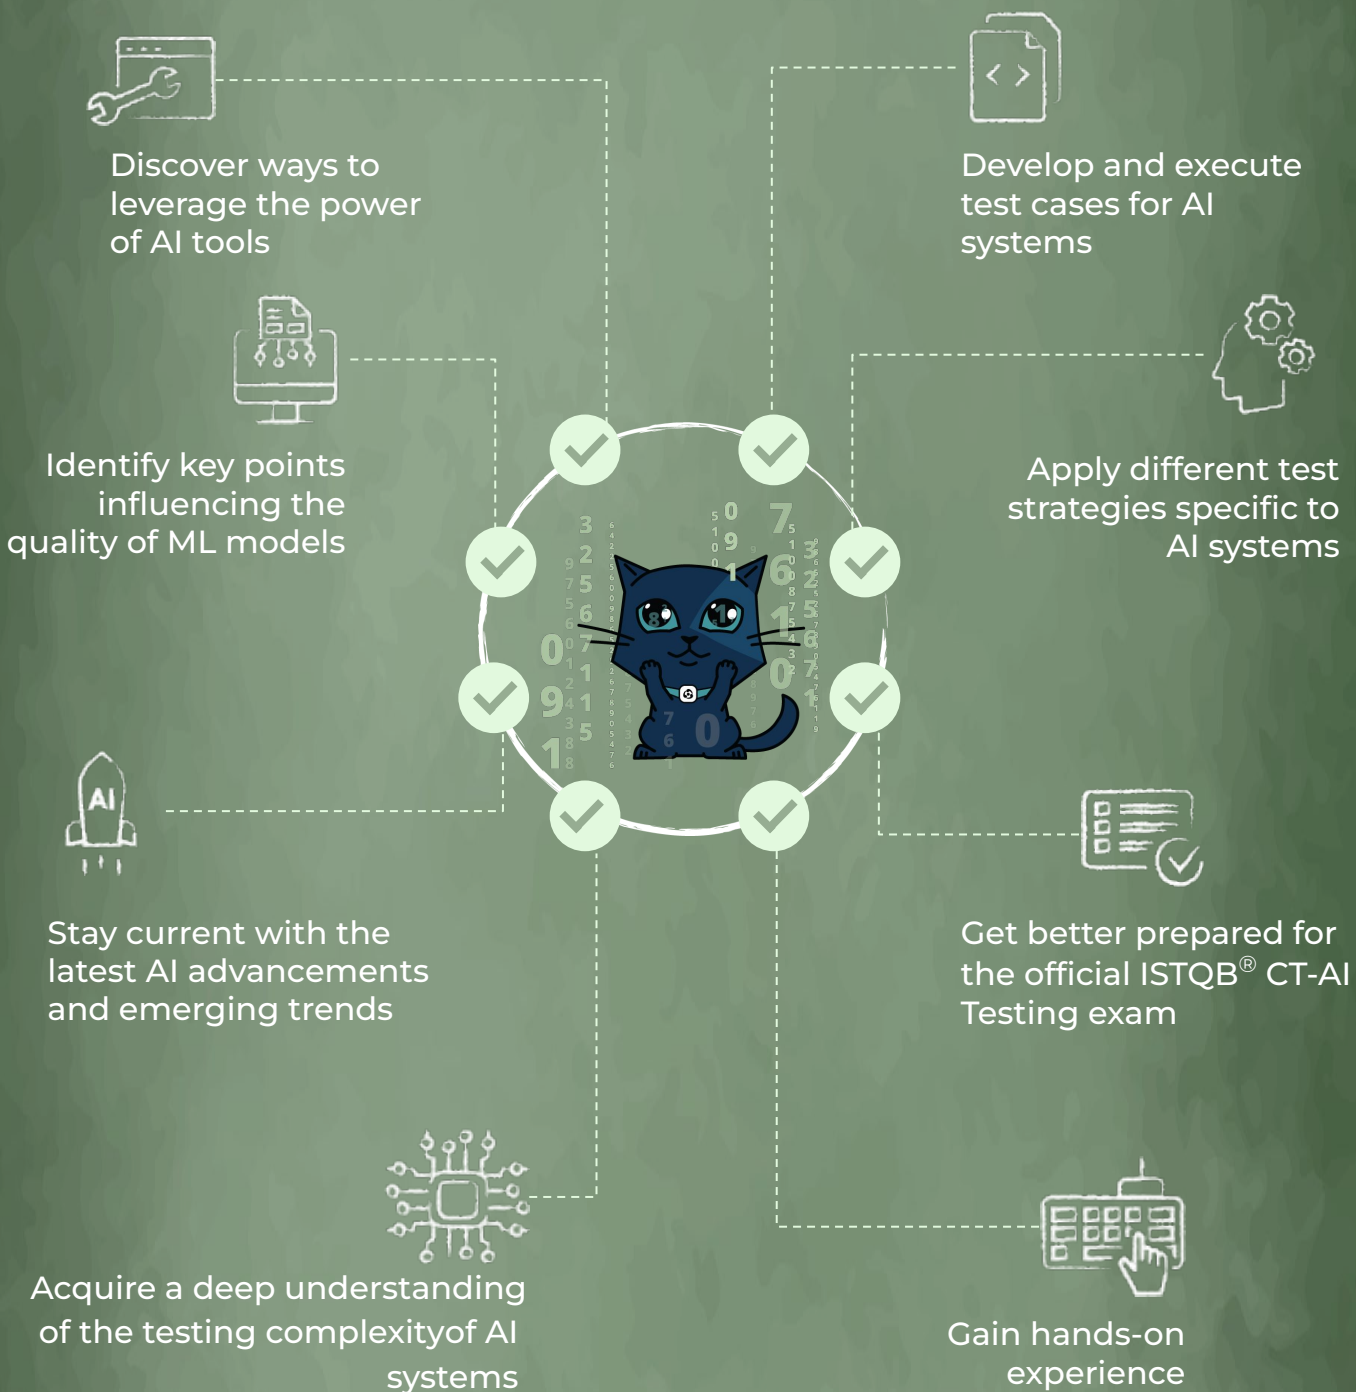 Discover ways to
leverage the power
of AI tools
Develop and execute
test cases for AI
systems
Identify key points
influencing the
quality of ML models
Apply different test
strategies specific to
AI systems
AI
Stay current with the
latest AI advancements
and emerging trends
Get better prepared for
the official ISTQB® CT-AI
Testing exam
Acquire a deep understanding
of the testing complexityof AI
systems
Gain hands-on
experience